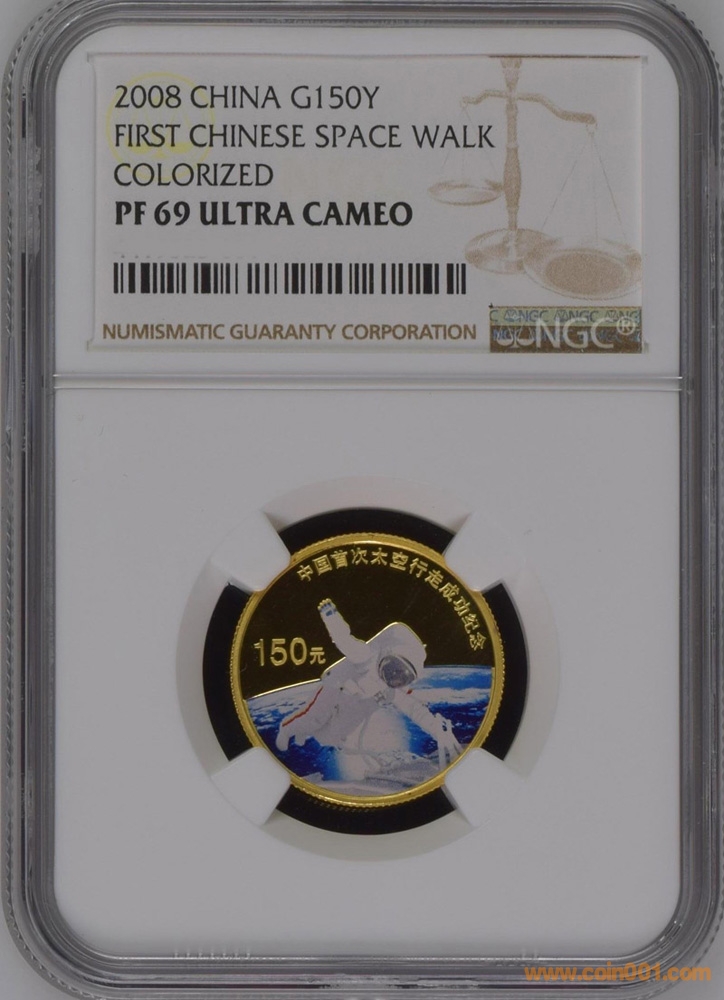 2008 CHINA G150Y
FIRST CHINESE SPACE WALK
COLORIZED
PF 69 ULTRA CAMEO
NUMISMATIC GUARANTY CORPORATION
NGC®
中国首次太空行走成功纪念
150元
www.coin001.com